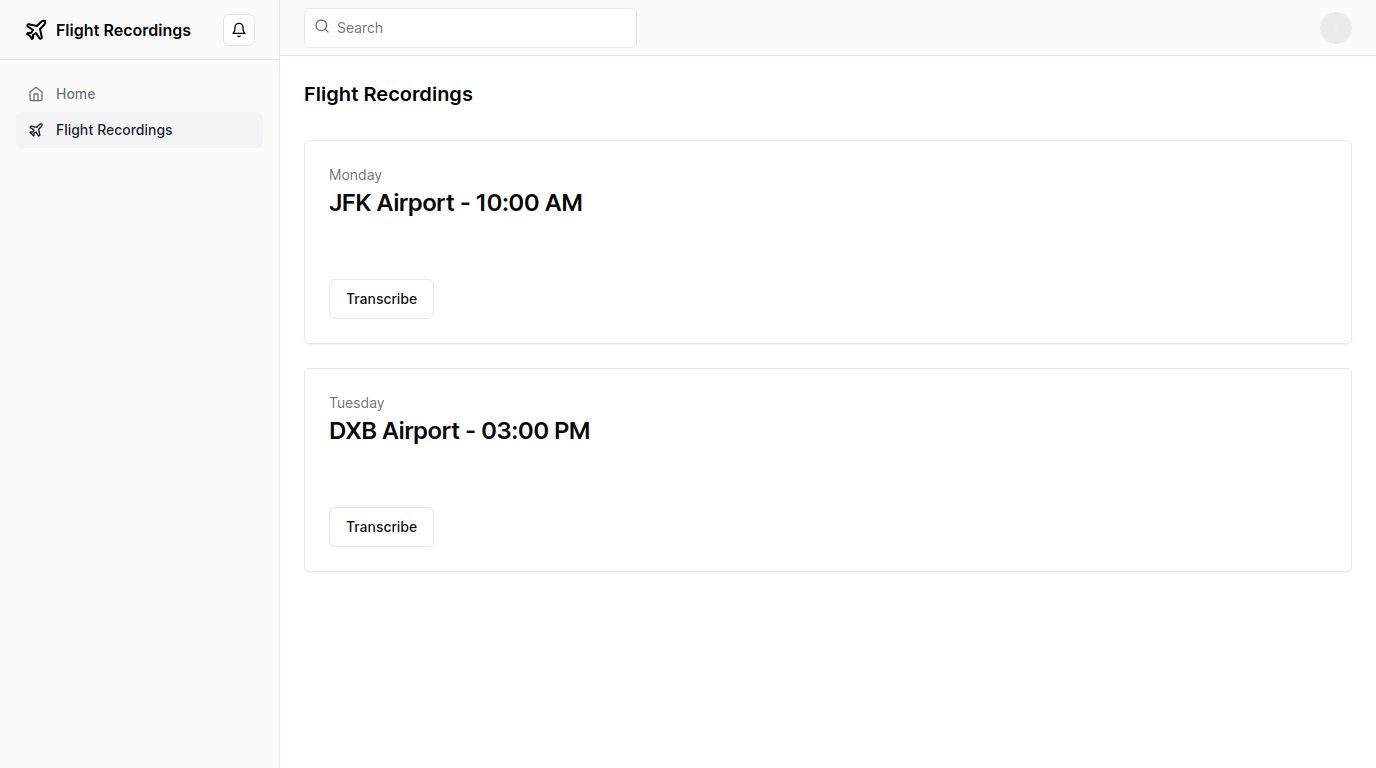 Flight Recordings
Search
Home
Flight Recordings
Flight Recordings
Monday
JFK Airport - 10:00 AM
Transcribe
Tuesday
DXB Airport - 03:00 PM
Transcribe